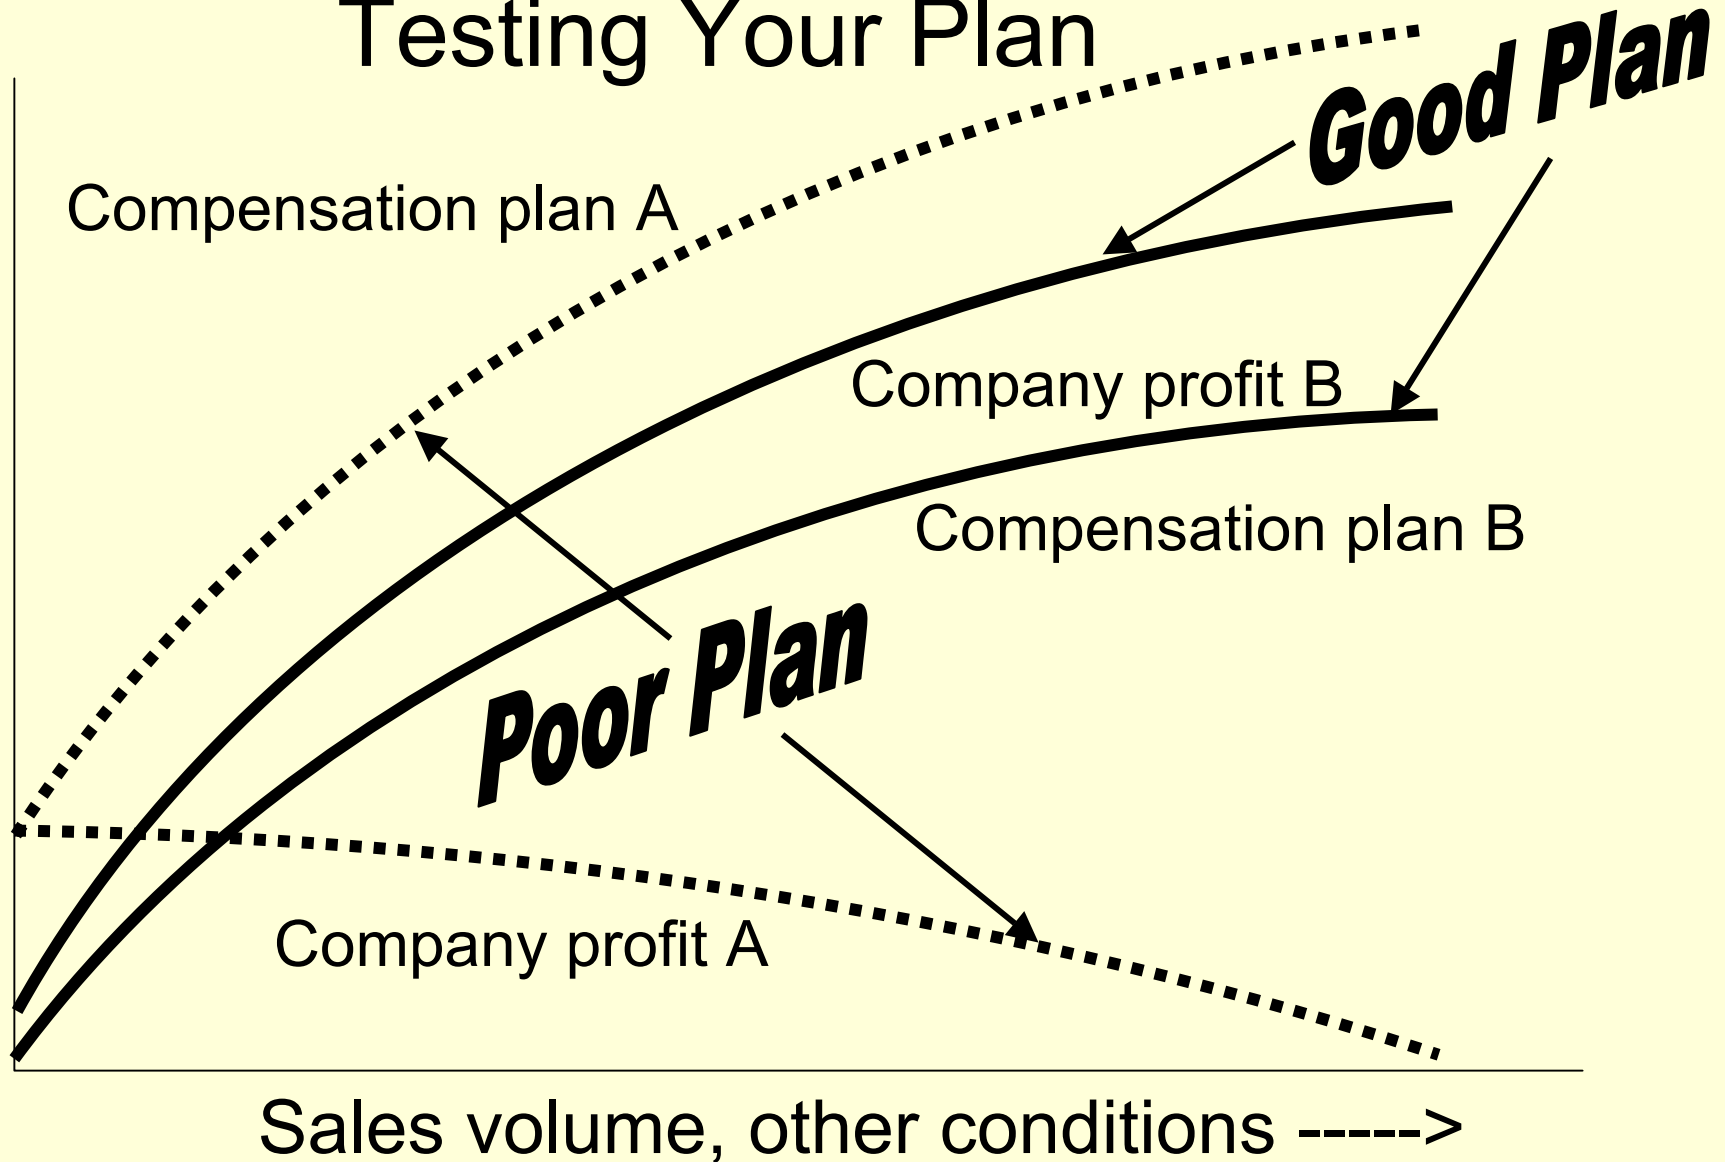 Testing Your Plan
Good Plan
Compensation plan A
Company profit B
Compensation plan B
Poor Plan
Company profit A
Sales volume, other conditions ----->